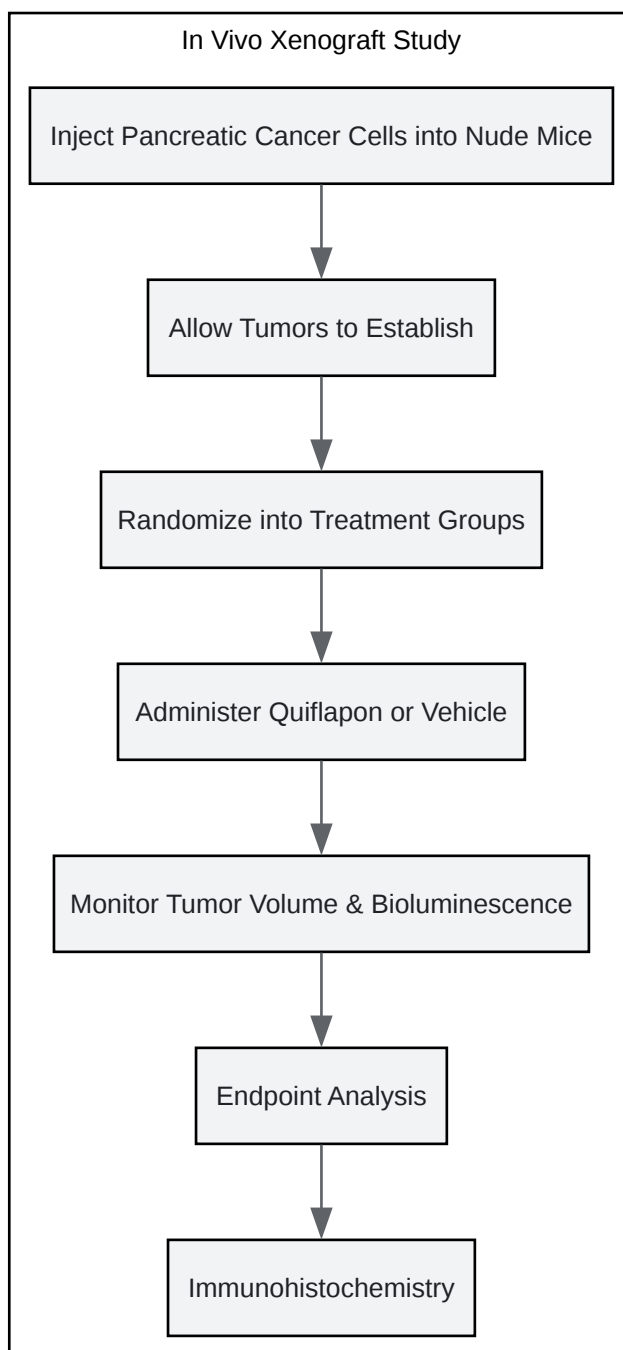 In Vivo Xenograft Study
Inject Pancreatic Cancer Cells into Nude Mice
Allow Tumors to Establish
Randomize into Treatment Groups
Administer Quiflapon or Vehicle
Monitor Tumor Volume & Bioluminescence
Endpoint Analysis
Immunohistochemistry